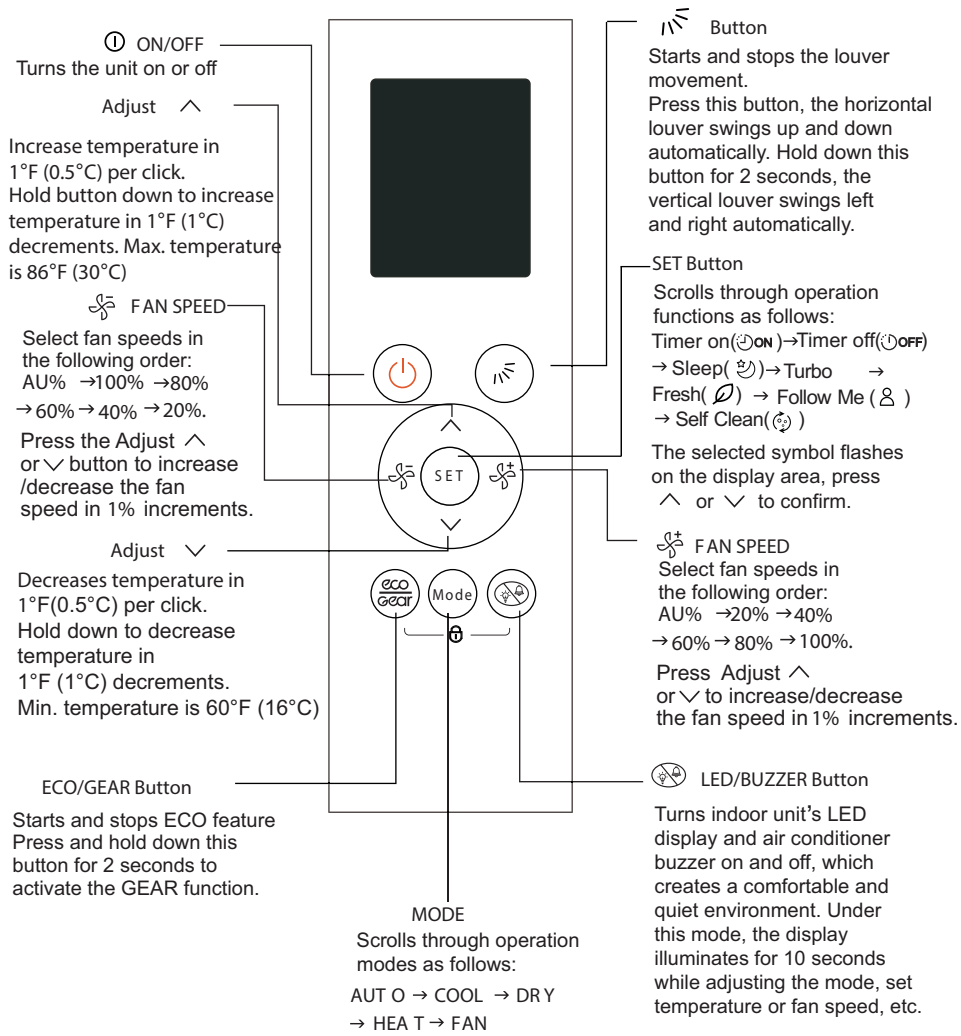 ON/OFF
Turns the unit on or off
Adjust
Increase temperature in
1°F (0.5°C) per click.
Hold button down to increase
temperature in 1°F (1°C)
decrements. Max. temperature
is 86°F (30°C)
FAN SPEED
Select fan speeds in
the following order:
AU% →100% →80%
→ 60% → 40% → 20%.
Press the Adjust ∧
or ∨ button to increase
/decrease the fan
speed in 1% increments.
Adjust
Decreases temperature in
1°F(0.5°C) per click.
Hold down to decrease
temperature in
1°F (1°C) decrements.
Min. temperature is 60°F (16°C)
ECO/GEAR Button
Starts and stops ECO feature
Press and hold down this
button for 2 seconds to
activate the GEAR function.
SET
eco
gear
Mode
MODE
Scrolls through operation
modes as follows:
AUT O → COOL → DR Y
→ HEA T → FAN
Button
Starts and stops the louver
movement.
Press this button, the horizontal
louver swings up and down
automatically. Hold down this
button for 2 seconds, the
vertical louver swings left
and right automatically.
SET Button
Scrolls through operation
functions as follows:
Timer on(ON)→Timer off(OFF)
→ Sleep( )→ Turbo →
Fresh( ) → Follow Me ( )
→ Self Clean( )
The selected symbol flashes
on the display area, press
∧ or ∨ to confirm.
FAN SPEED
Select fan speeds in
the following order:
AU% →20% →40%
→ 60% → 80% → 100%.
Press Adjust ∧
or ∨ to increase/decrease
the fan speed in 1% increments.
LED/BUZZER Button
Turns indoor unit's LED
display and air conditioner
buzzer on and off, which
creates a comfortable and
quiet environment. Under
this mode, the display
illuminates for 10 seconds
while adjusting the mode, set
temperature or fan speed, etc.